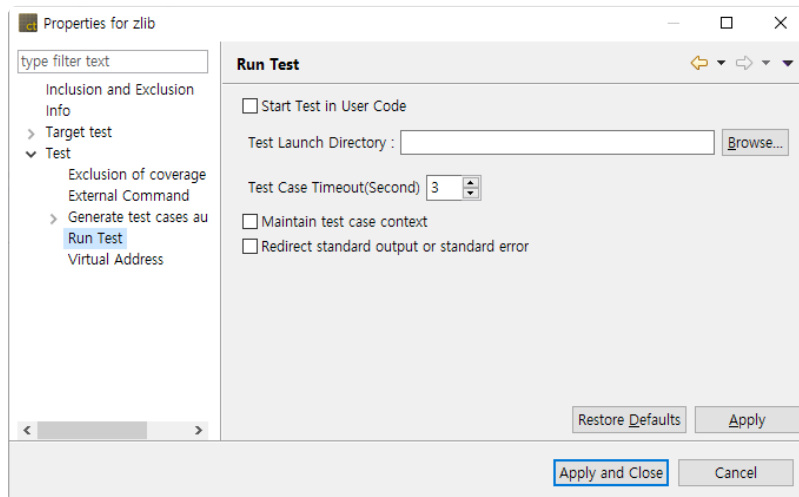 ct Properties for zlib
type filter text
Inclusion and Exclusion
Info
Target test
Test
Exclusion of coverage
External Command
Generate test cases au
Run Test
Virtual Address
Run Test
Start Test in User Code
Test Launch Directory :
Browse...
Test Case Timeout(Second) 3
Maintain test case context
Redirect standard output or standard error
Restore Defaults Apply
Apply and Close Cancel